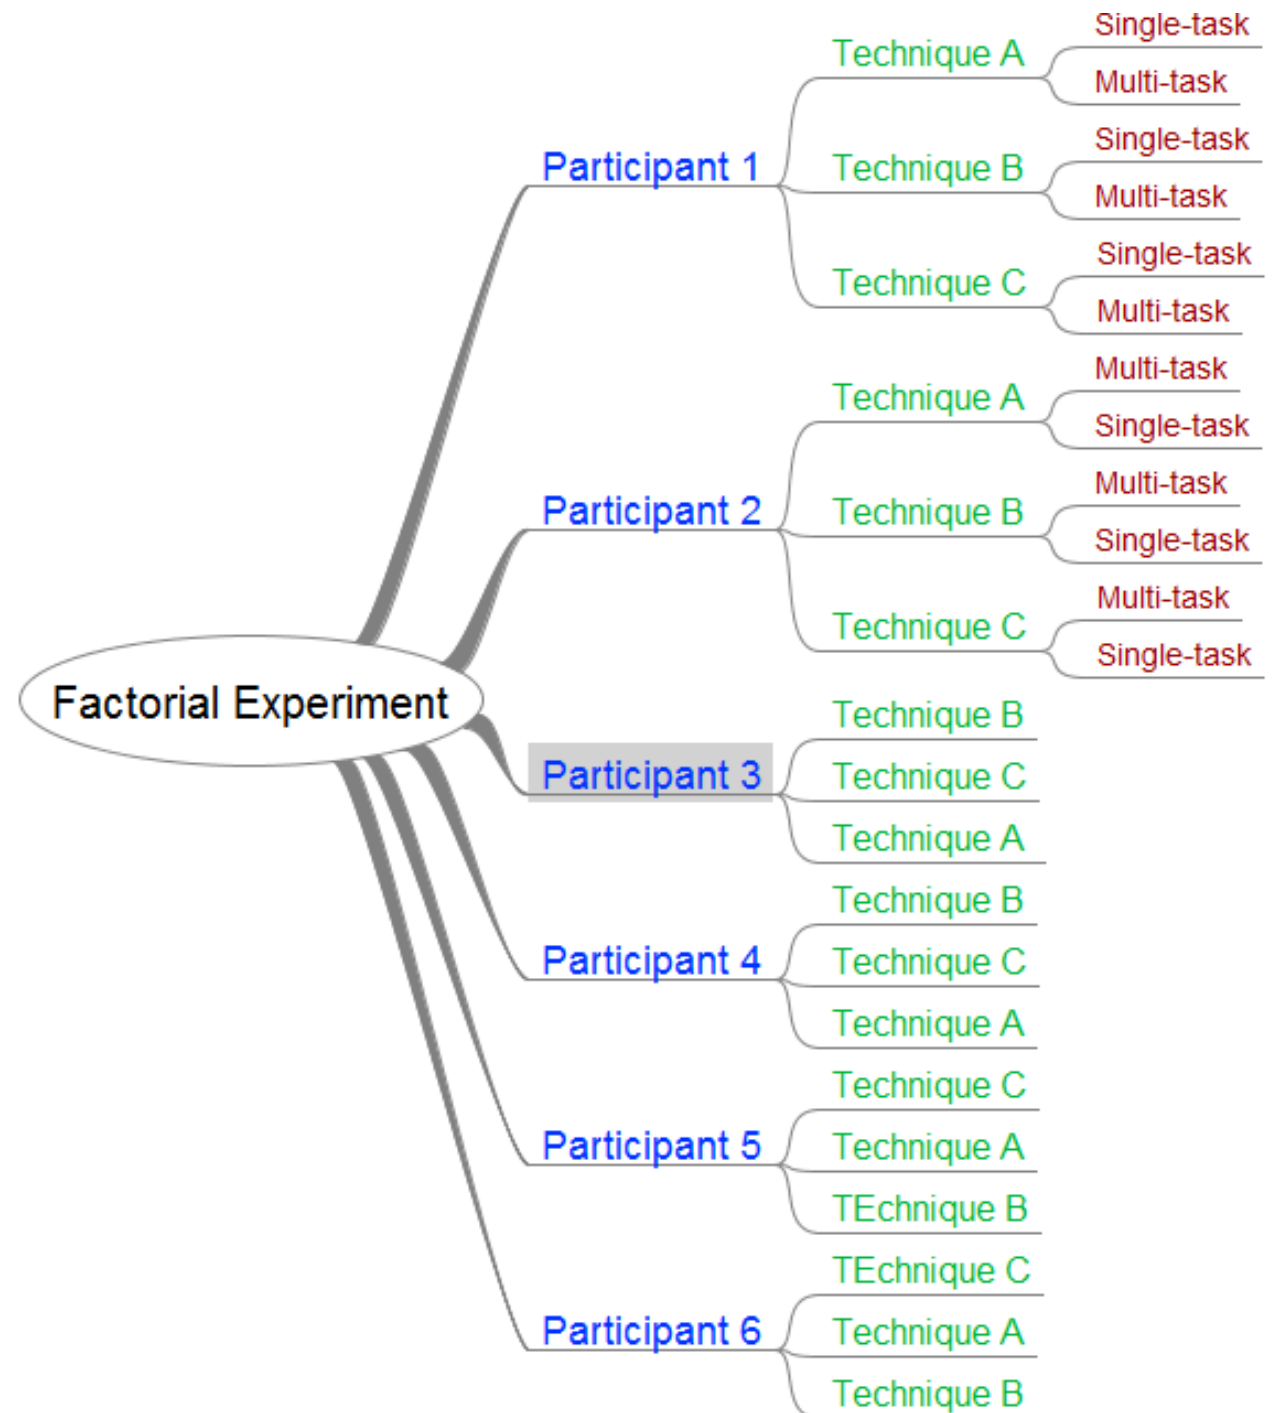 Factorial Experiment
Participant 1
Technique A
Single-task
Multi-task
Technique B
Single-task
Multi-task
Technique C
Single-task
Multi-task
Participant 2
Technique A
Multi-task
Single-task
Technique B
Multi-task
Single-task
Technique C
Multi-task
Single-task
Participant 3
Technique B
Technique C
Technique A
Participant 4
Technique B
Technique C
Technique A
Participant 5
Technique C
Technique A
TEchnique B
Participant 6
TEchnique C
Technique A
Technique B